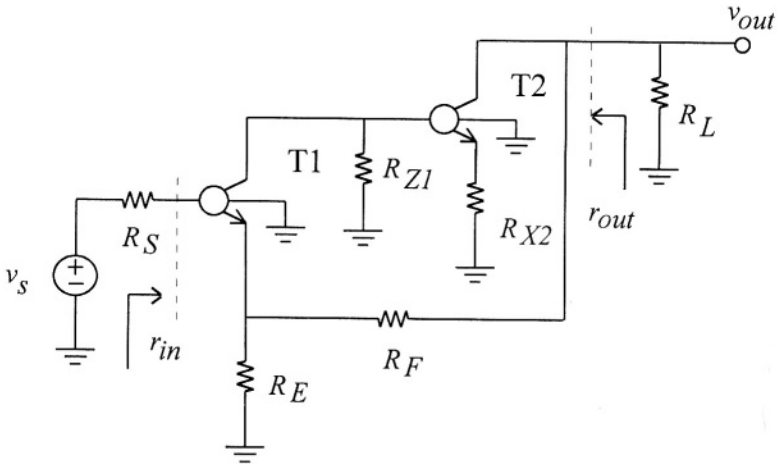 v_out
T2
R_L
T1
R_Z1
R_X2
r_out
R_S
v_s
+
−
r_in
R_F
R_E